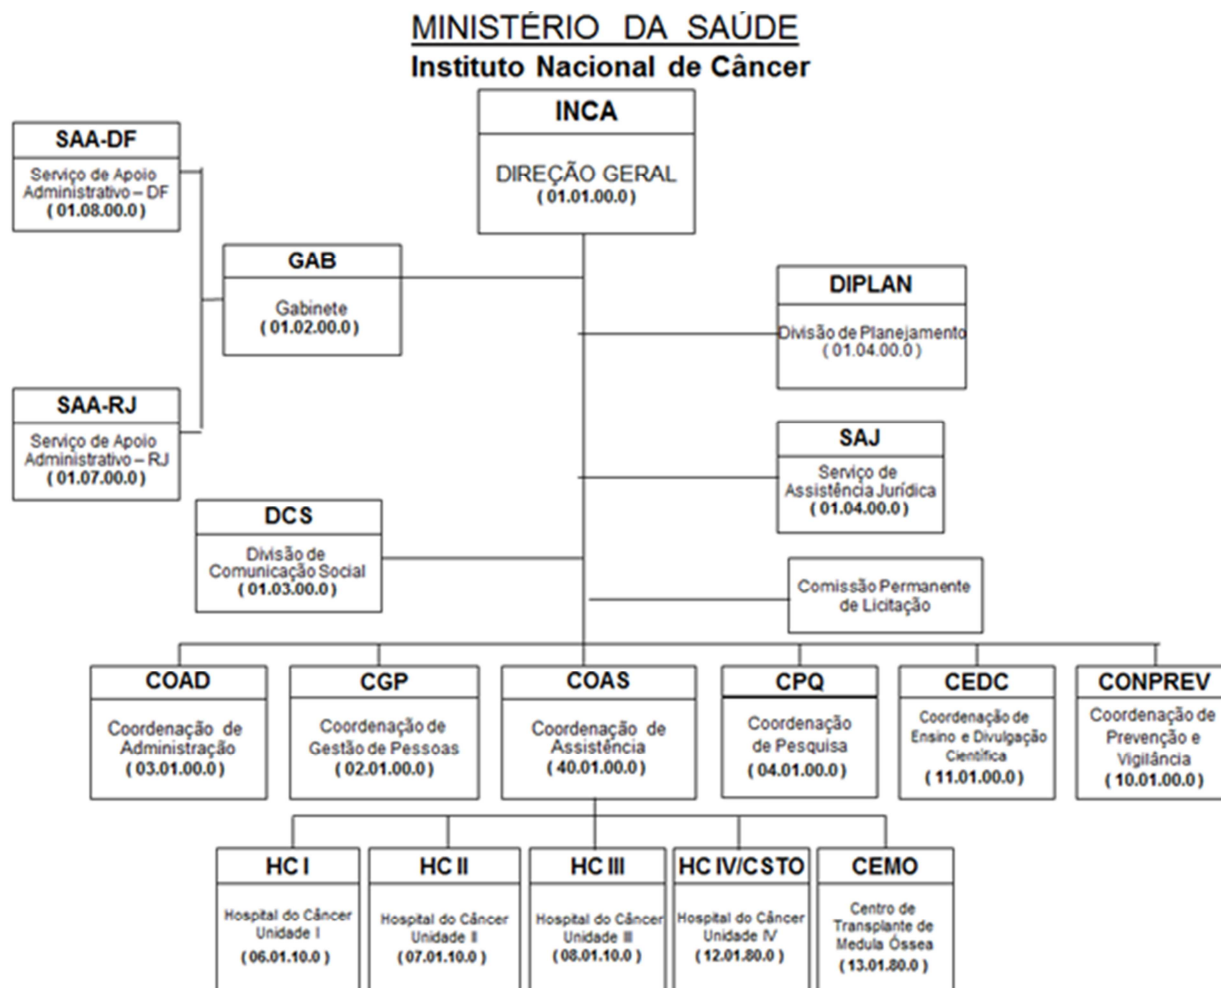 MINISTÉRIO DA SAÚDE
Instituto Nacional de Câncer
INCA
DIREÇÃO GERAL
( 01.01.00.0 )
SAA-DF
Serviço de Apoio
Administrativo – DF
( 01.08.00.0 )
GAB
Gabinete
( 01.02.00.0 )
DIPLAN
Divisão de Planejamento
( 01.04.00.0 )
SAA-RJ
Serviço de Apoio
Administrativo – RJ
( 01.07.00.0 )
SAJ
Serviço de
Assistência Jurídica
( 01.04.00.0 )
DCS
Divisão de
Comunicação Social
( 01.03.00.0 )
Comissão Permanente
de Licitação
COAD
Coordenação de
Administração
( 03.01.00.0 )
CGP
Coordenação de
Gestão de Pessoas
( 02.01.00.0 )
COAS
Coordenação de
Assistência
( 40.01.00.0 )
CPQ
Coordenação
de Pesquisa
( 04.01.00.0 )
CEDC
Coordenação de
Ensino e Divulgação
Científica
( 11.01.00.0 )
CONPREV
Coordenação de
Prevenção e
Vigilância
( 10.01.00.0 )
HC I
Hospital do Câncer
Unidade I
( 06.01.10.0 )
HC II
Hospital do Câncer
Unidade II
( 07.01.10.0 )
HC III
Hospital do Câncer
Unidade III
( 08.01.10.0 )
HC IV/CSTO
Hospital do Câncer
Unidade IV
( 12.01.80.0 )
CEMO
Centro de
Transplante de
Medula Óssea
( 13.01.80.0 )